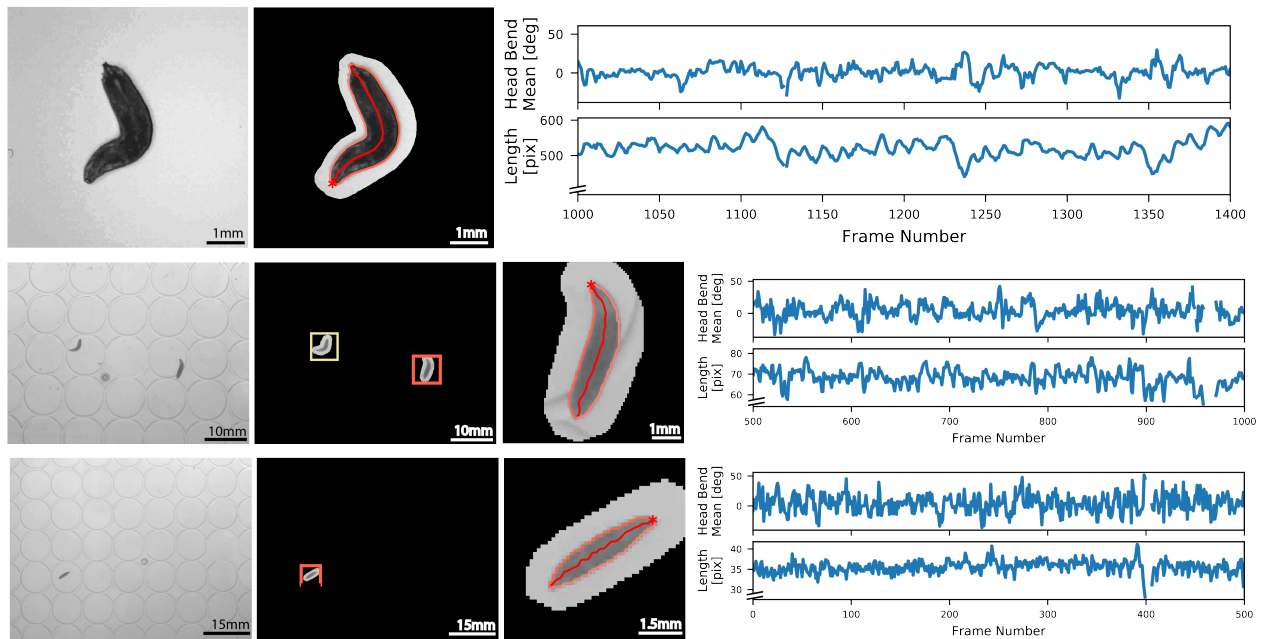 1mm
1mm
Head Bend
Mean [deg]
50
0
Length
[pix]
600
500
1000 1050 1100 1150 1200 1250 1300 1350 1400
Frame Number
10mm
10mm
1mm
Head Bend
Mean [deg]
50
0
Length
[pix]
80
70
60
500 600 700 800 900 1000
Frame Number
15mm
15mm
1.5mm
Head Bend
Mean [deg]
50
0
Length
[pix]
40
35
30
0 100 200 300 400 500
Frame Number